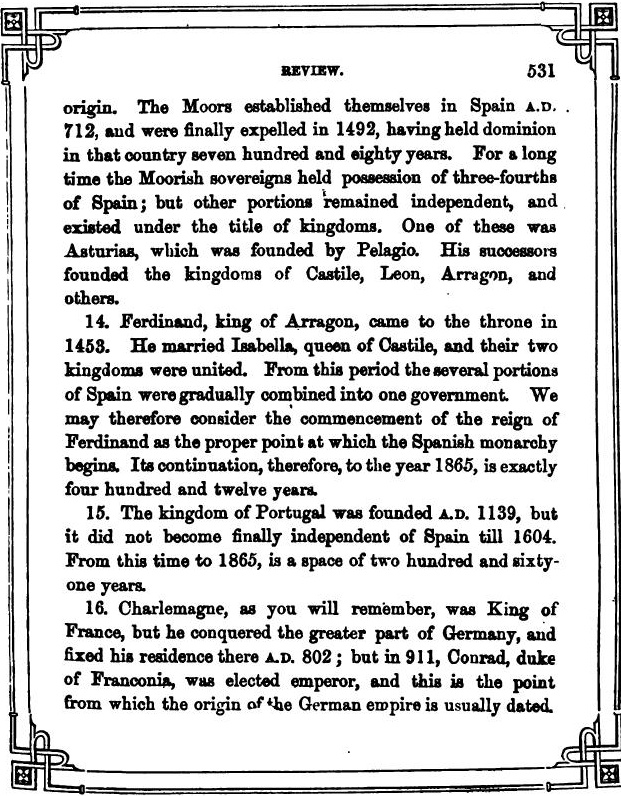 REVIEW. 531
origin. The Moors established themselves in Spain A.D.
712, and were finally expelled in 1492, having held dominion
in that country seven hundred and eighty years. For a long
time the Moorish sovereigns held possession of three-fourths
of Spain; but other portions remained independent, and
existed under the title of kingdoms. One of these was
Asturias, which was founded by Pelagio. His successors
founded the kingdoms of Castile, Leon, Arragon, and
others.
14. Ferdinand, king of Arragon, came to the throne in
1453. He married Isabella, queen of Castile, and their two
kingdoms were united. From this period the several portions
of Spain were gradually combined into one government. We
may therefore consider the commencement of the reign of
Ferdinand as the proper point at which the Spanish monarchy
begins. Its continuation, therefore, to the year 1865, is exactly
four hundred and twelve years.
15. The kingdom of Portugal was founded A.D. 1139, but
it did not become finally independent of Spain till 1604.
From this time to 1865, is a space of two hundred and sixty-
one years.
16. Charlemagne, as you will remember, was King of
France, but he conquered the greater part of Germany, and
fixed his residence there A.D. 802; but in 911, Conrad, duke
of Franconia, was elected emperor, and this is the point
from which the origin of the German empire is usually dated.